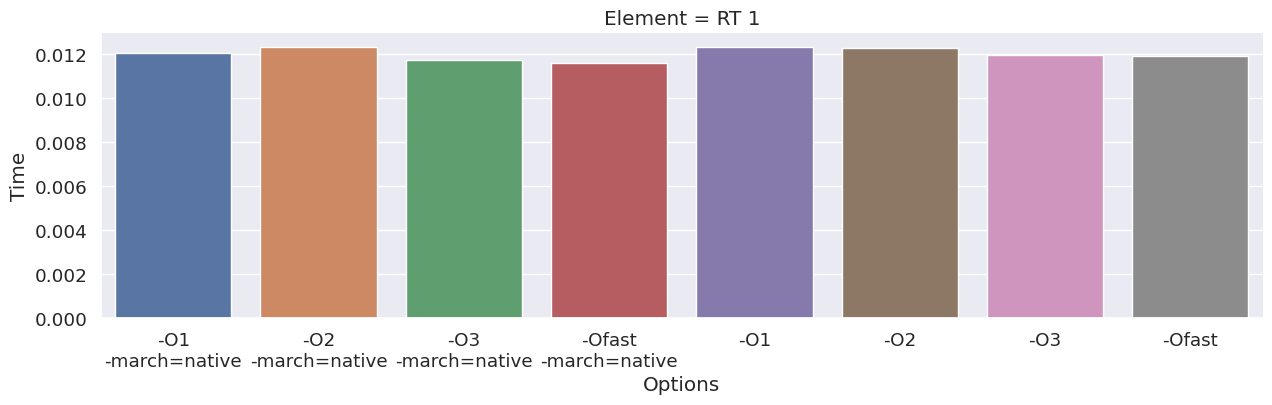 Element = RT 1
0.012
0.010
0.008
0.006
0.004
0.002
0.000
Time
-O1 -O2 -O3 -Ofast -O1 -O2 -O3 -Ofast
-march=native -march=native -march=native -march=native
Options